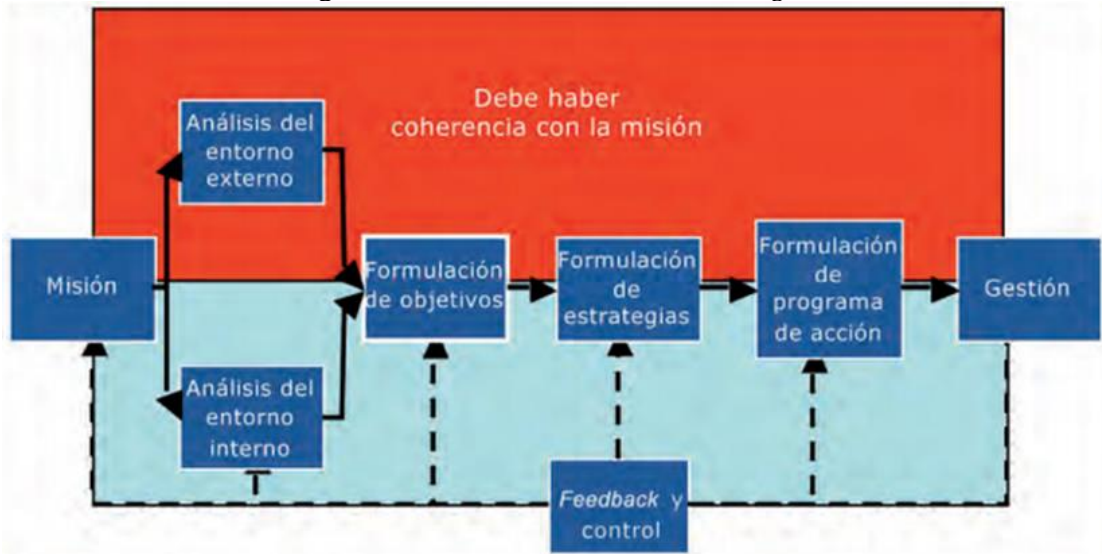 Debe haber
coherencia con la misión
Análisis del
entorno
externo
Misión
Formulación
de objetivos
Formulación
de
estrategias
Formulación
de
programa
de acción
Gestión
Análisis del
entorno
interno
Feedback y
control